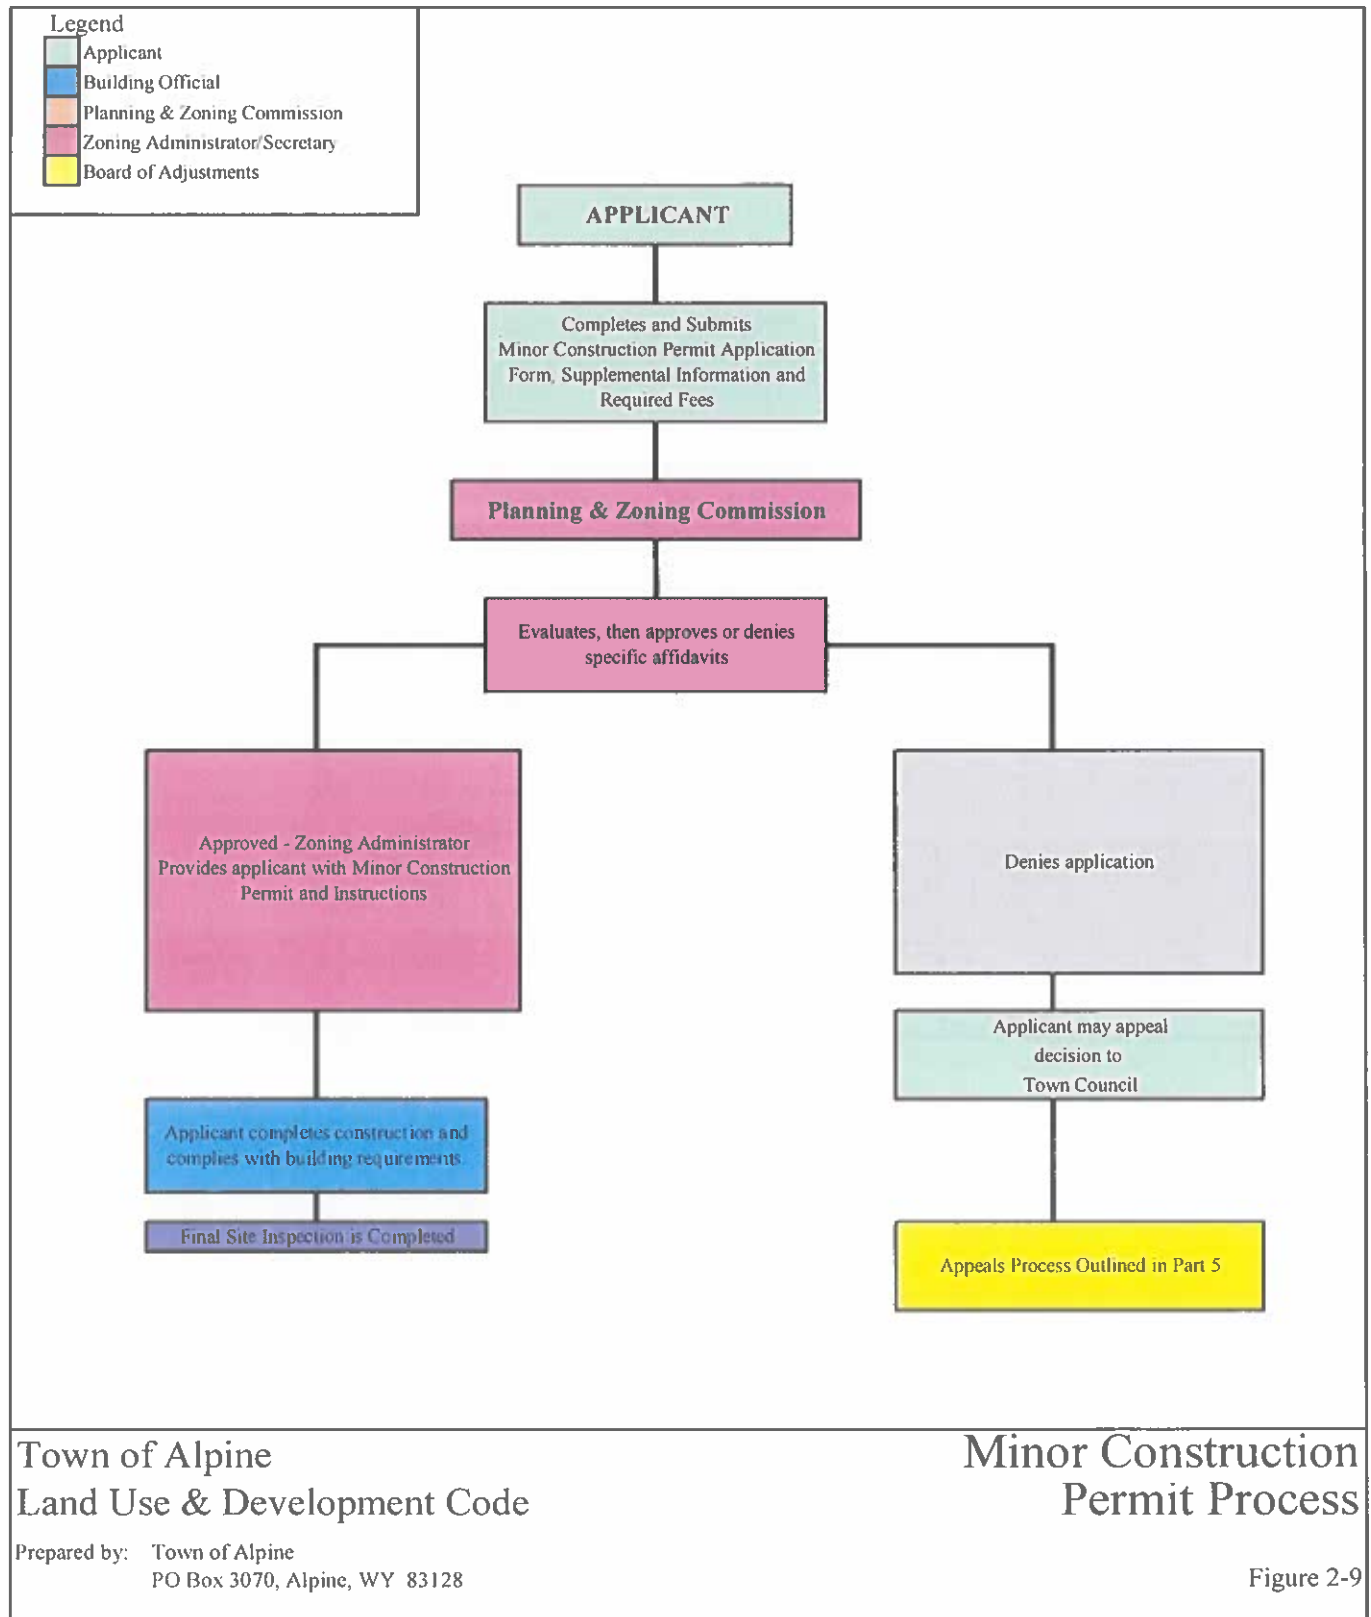 Legend
Applicant
Building Official
Planning & Zoning Commission
Zoning Administrator/Secretary
Board of Adjustments
APPLICANT
Completes and Submits
Minor Construction Permit Application
Form, Supplemental Information and
Required Fees
Planning & Zoning Commission
Evaluates, then approves or denies
specific affidavits
Approved - Zoning Administrator
Provides applicant with Minor Construction
Permit and Instructions
Denies application
Applicant may appeal
decision to
Town Council
Applicant completes construction and
complies with building requirements.
Final Site Inspection is Completed
Appeals Process Outlined in Part 5
Town of Alpine
Land Use & Development Code
Prepared by: Town of Alpine
PO Box 3070, Alpine, WY 83128
Minor Construction
Permit Process
Figure 2-9